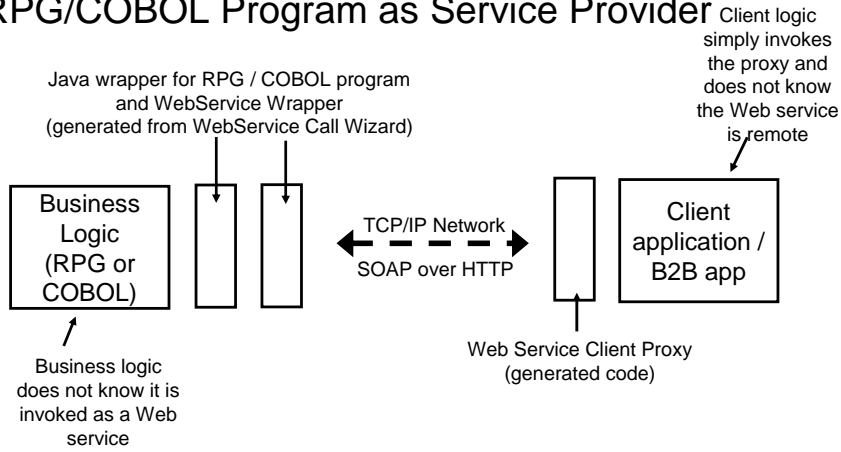 RPG/COBOL Program as Service Provider
Client logic
simply invokes
the proxy and
does not know
the Web service
is remote
Java wrapper for RPG / COBOL program
and WebService Wrapper
(generated from WebService Call Wizard)
Business
Logic
(RPG or
COBOL)
TCP/IP Network
SOAP over HTTP
Client
application /
B2B app
Web Service Client Proxy
(generated code)
Business logic
does not know it is
invoked as a Web
service